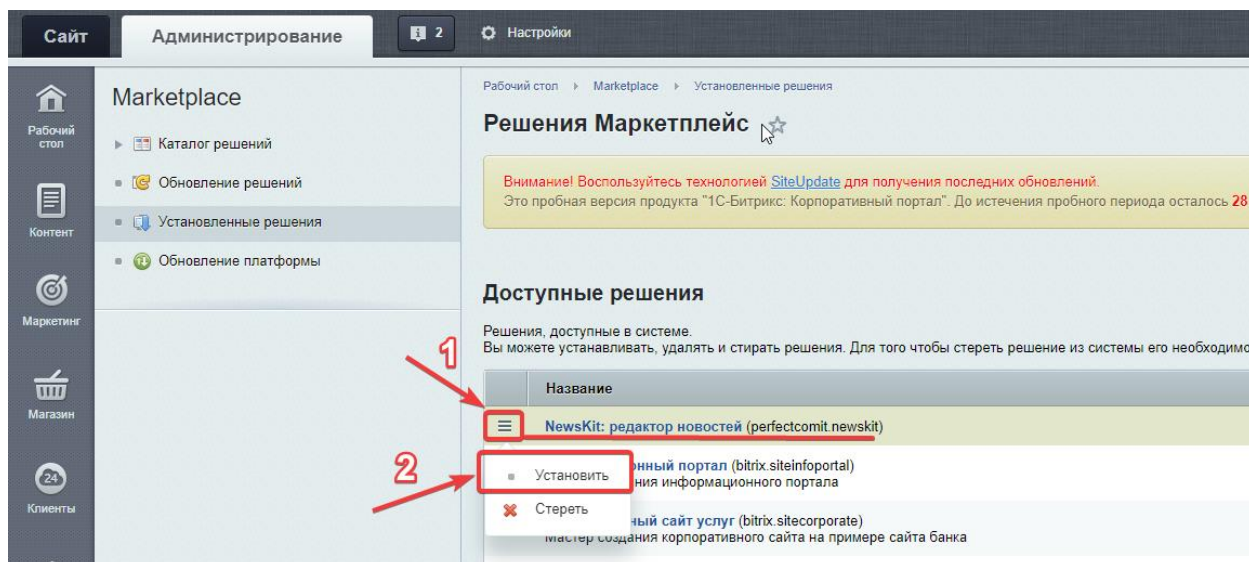 Сайт
Администрирование
2
Настройки
Рабочий
стол
Контент
Маркетинг
Магазин
24
Клиенты
Marketplace
Каталог решений
Обновление решений
Установленные решения
Обновление платформы
Рабочий стол Marketplace Установленные решения
Решения Маркетплейс
Внимание! Воспользуйтесь технологией SiteUpdate для получения последних обновлений.
Это пробная версия продукта "1С-Битрикс: Корпоративный портал". До истечения пробного периода осталось 28
Доступные решения
Решения, доступные в системе.
Вы можете устанавливать, удалять и стирать решения. Для того чтобы стереть решение из системы его необходимо
1
Название
NewsKit: редактор новостей (perfectcomit.newskit)
2
Установить
Стереть
портал (bitrix.siteinfoportal)
информационного портала
сайт услуг (bitrix.sitecorporate)
Мастер создания корпоративного сайта на примере сайта банка